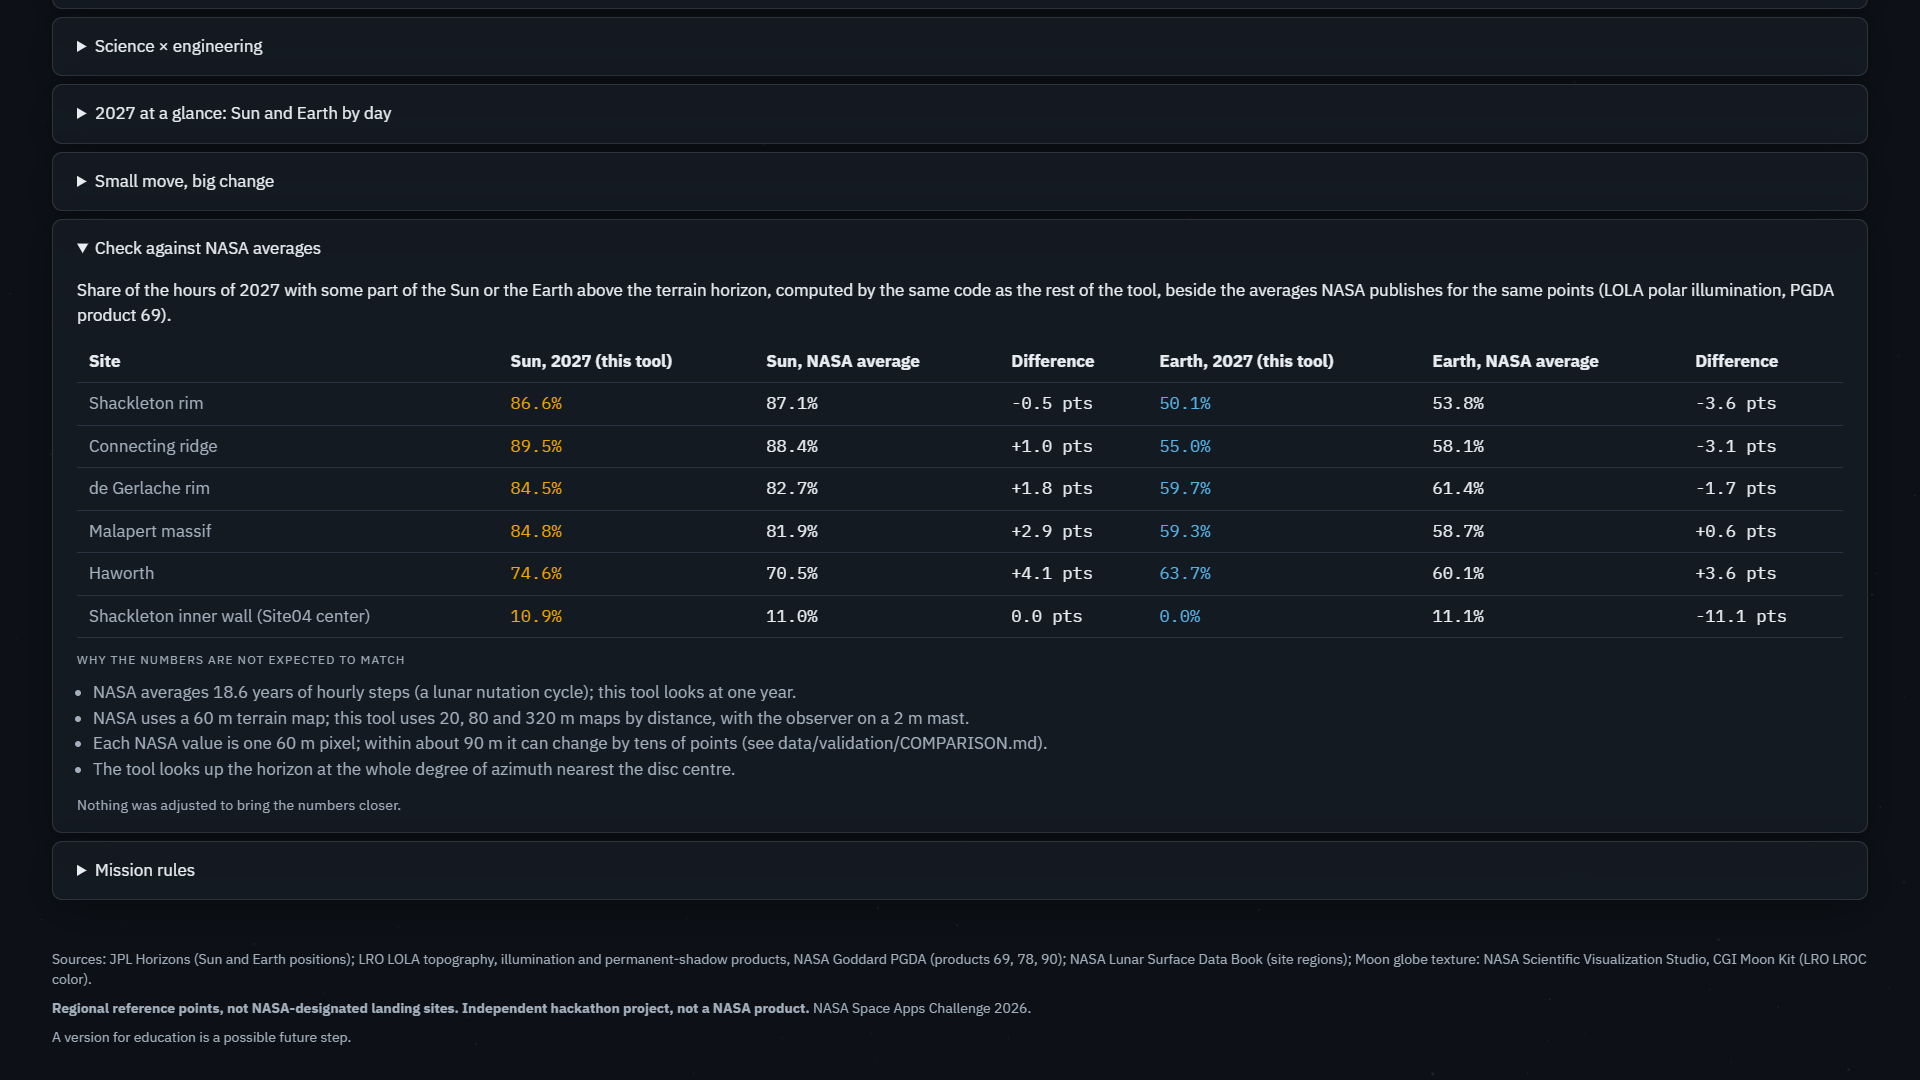 Science × engineering
2027 at a glance: Sun and Earth by day
Small move, big change
Check against NASA averages
Share of the hours of 2027 with some part of the Sun or the Earth above the terrain horizon, computed by the same code as the rest of the tool, beside the averages NASA publishes for the same points (LOLA polar illumination, PGDA
product 69).
Site Sun, 2027 (this tool) Sun, NASA average Difference Earth, 2027 (this tool) Earth, NASA average Difference
Shackleton rim 86.6% 87.1% -0.5 pts 50.1% 53.8% -3.6 pts
Connecting ridge 89.5% 88.4% +1.0 pts 55.0% 58.1% -3.1 pts
de Gerlache rim 84.5% 82.7% +1.8 pts 59.7% 61.4% -1.7 pts
Malapert massif 84.8% 81.9% +2.9 pts 59.3% 58.7% +0.6 pts
Haworth 74.6% 70.5% +4.1 pts 63.7% 60.1% +3.6 pts
Shackleton inner wall (Site04 center) 10.9% 11.0% 0.0 pts 0.0% 11.1% -11.1 pts
WHY THE NUMBERS ARE NOT EXPECTED TO MATCH
• NASA averages 18.6 years of hourly steps (a lunar nutation cycle); this tool looks at one year.
• NASA uses a 60 m terrain map; this tool uses 20, 80 and 320 m maps by distance, with the observer on a 2 m mast.
• Each NASA value is one 60 m pixel; within about 90 m it can change by tens of points (see data/validation/COMPARISON.md).
• The tool looks up the horizon at the whole degree of azimuth nearest the disc centre.
Nothing was adjusted to bring the numbers closer.
Mission rules
Sources: JPL Horizons (Sun and Earth positions); LRO LOLA topography, illumination and permanent-shadow products, NASA Goddard PGDA (products 69, 78, 90); NASA Lunar Surface Data Book (site regions); Moon globe texture: NASA Scientific Visualization Studio, CGI Moon Kit (LRO LROC
color).
Regional reference points, not NASA-designated landing sites. Independent hackathon project, not a NASA product. NASA Space Apps Challenge 2026.
A version for education is a possible future step.